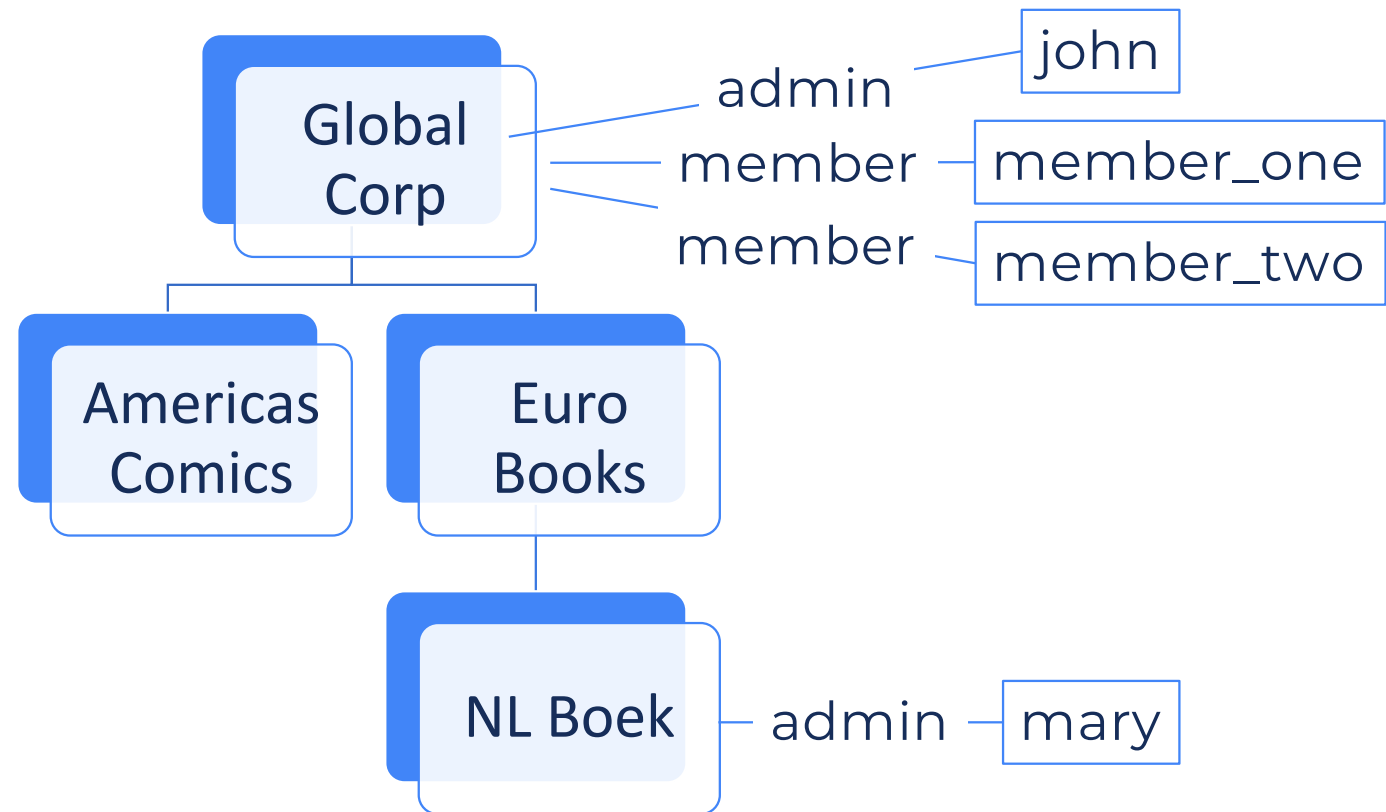 john
admin
Global
Corp
member
member_one
member
member_two
Americas
Comics
Euro
Books
NL Boek
admin
mary